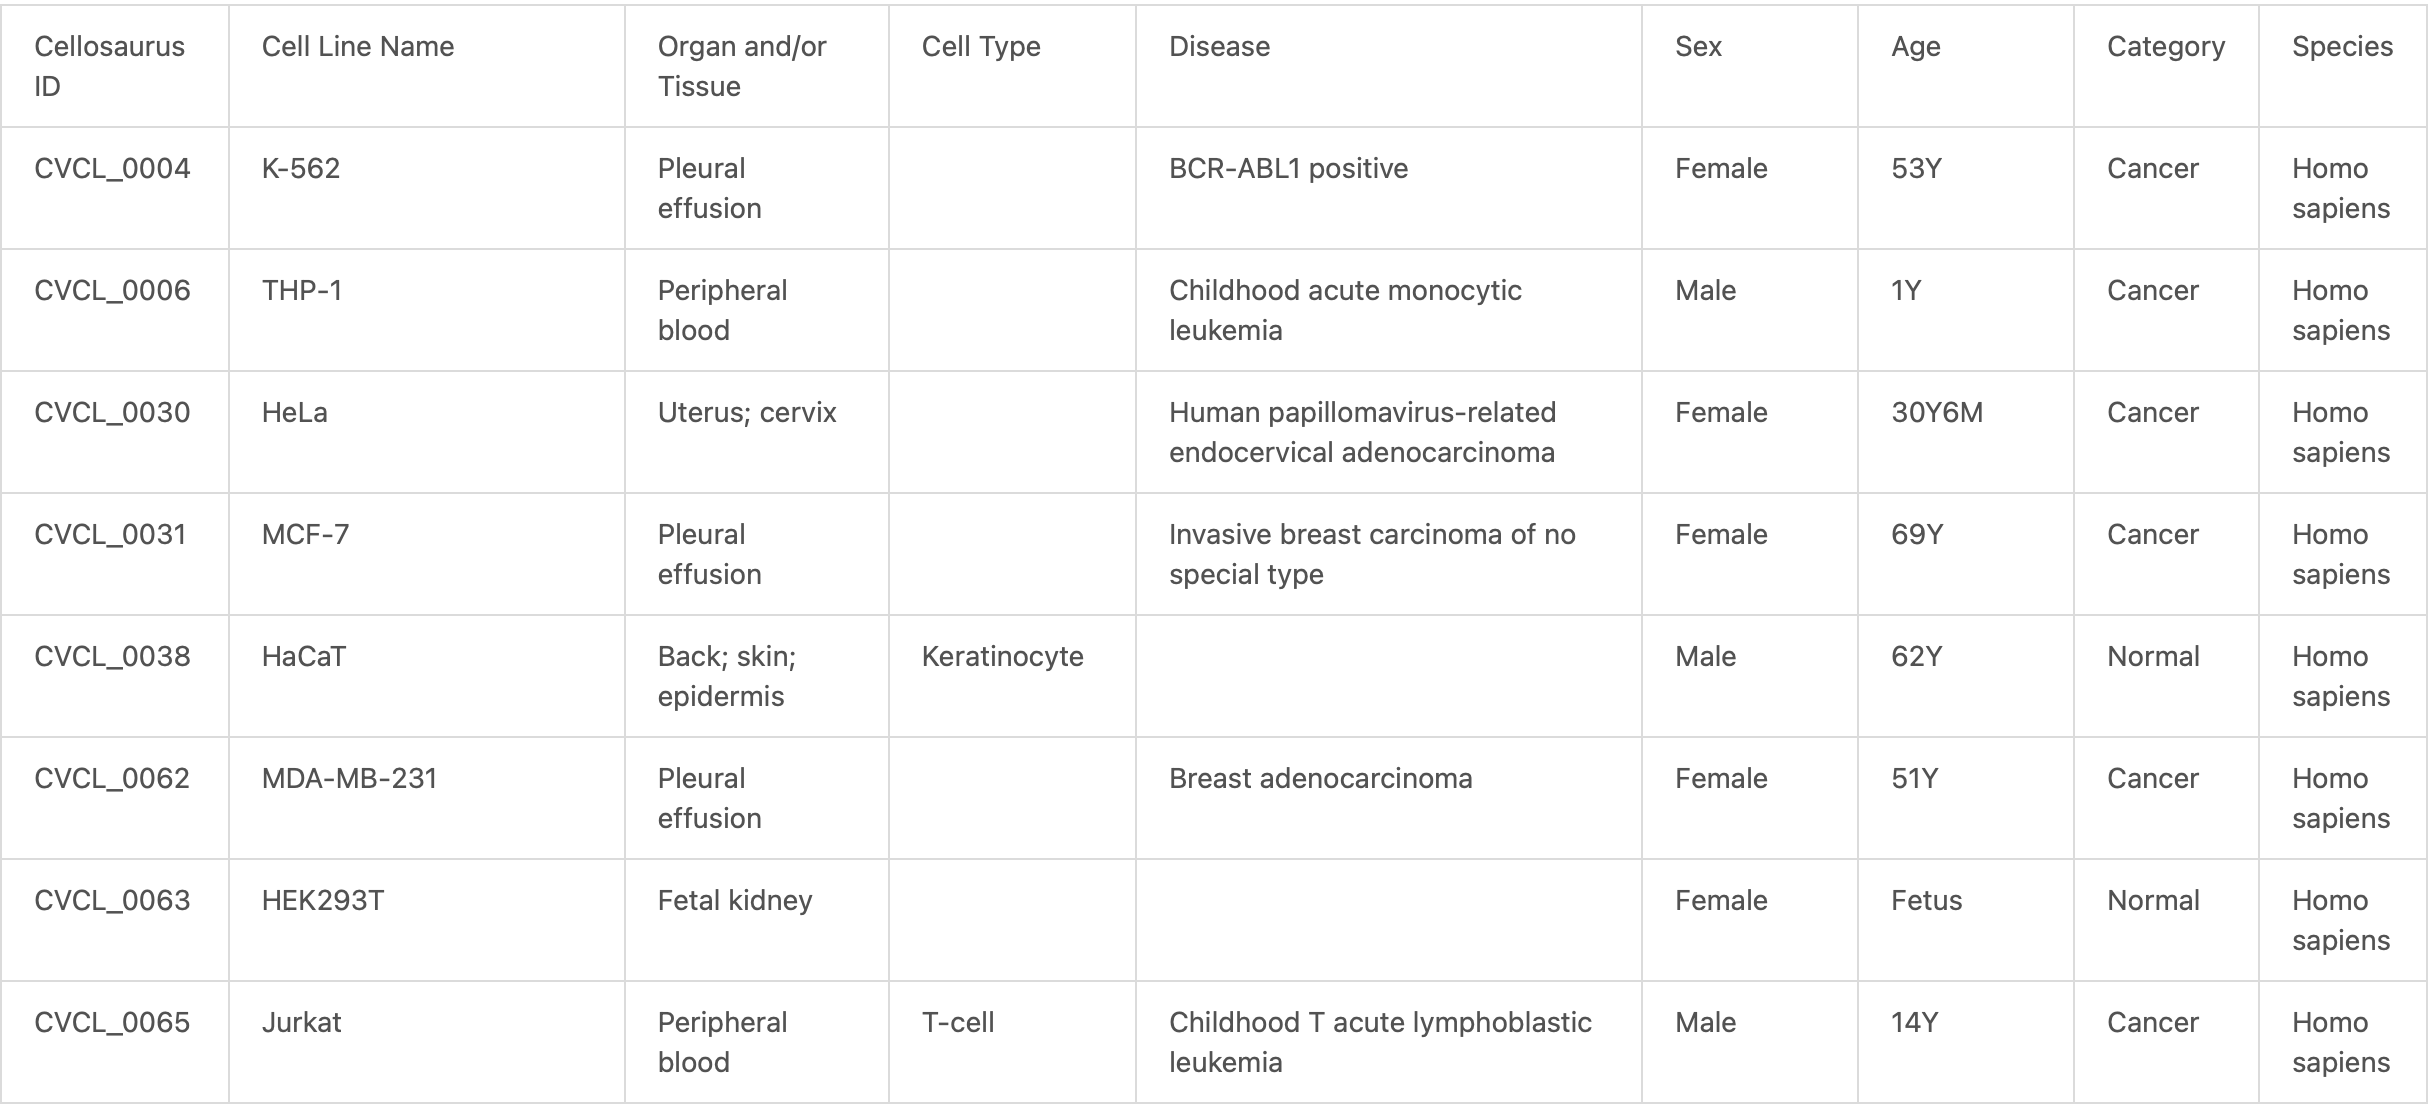 Cellosaurus ID	Cell Line Name	Organ and/or Tissue	Cell Type	Disease	Sex	Age	Category	Species
CVCL_0004	K-562	Pleural effusion		BCR-ABL1 positive	Female	53Y	Cancer	Homo sapiens
CVCL_0006	THP-1	Peripheral blood		Childhood acute monocytic leukemia	Male	1Y	Cancer	Homo sapiens
CVCL_0030	HeLa	Uterus; cervix		Human papillomavirus-related endocervical adenocarcinoma	Female	30Y6M	Cancer	Homo sapiens
CVCL_0031	MCF-7	Pleural effusion		Invasive breast carcinoma of no special type	Female	69Y	Cancer	Homo sapiens
CVCL_0038	HaCaT	Back; skin; epidermis	Keratinocyte		Male	62Y	Normal	Homo sapiens
CVCL_0062	MDA-MB-231	Pleural effusion		Breast adenocarcinoma	Female	51Y	Cancer	Homo sapiens
CVCL_0063	HEK293T	Fetal kidney			Female	Fetus	Normal	Homo sapiens
CVCL_0065	Jurkat	Peripheral blood	T-cell	Childhood T acute lymphoblastic leukemia	Male	14Y	Cancer	Homo sapiens